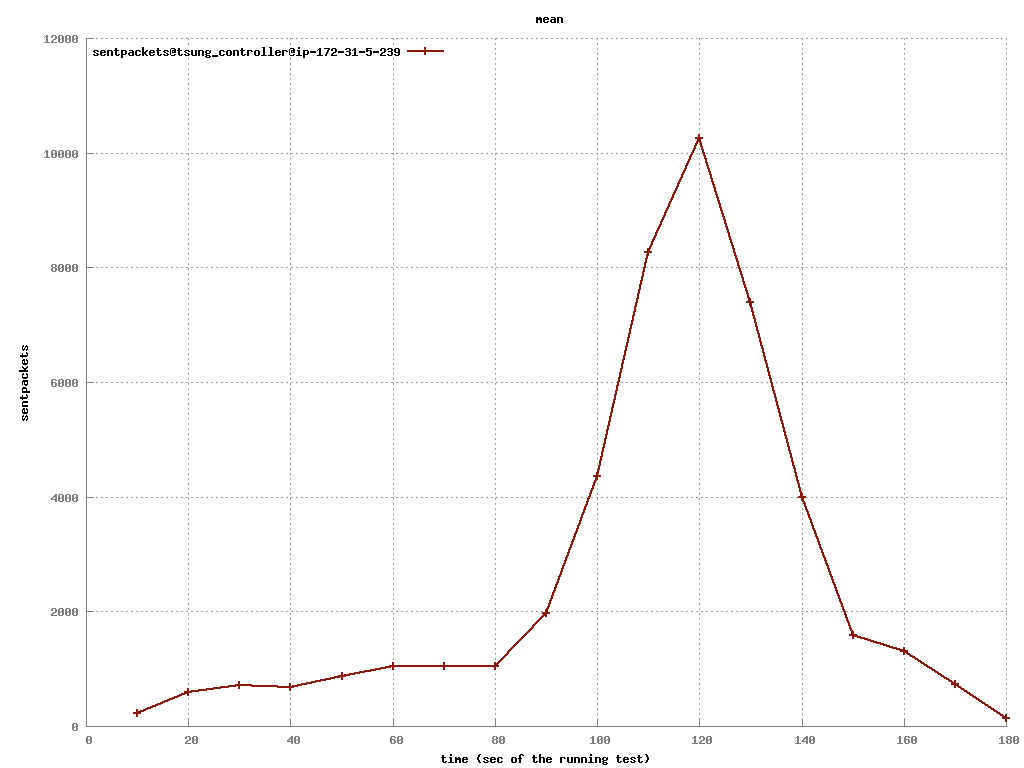 mean
12000
sentpackets@tsung_controller@ip-172-31-5-239
10000
8000
6000
4000
2000
0
sentpackets
0 20 40 60 80 100 120 140 160 180
time (sec of the running test)